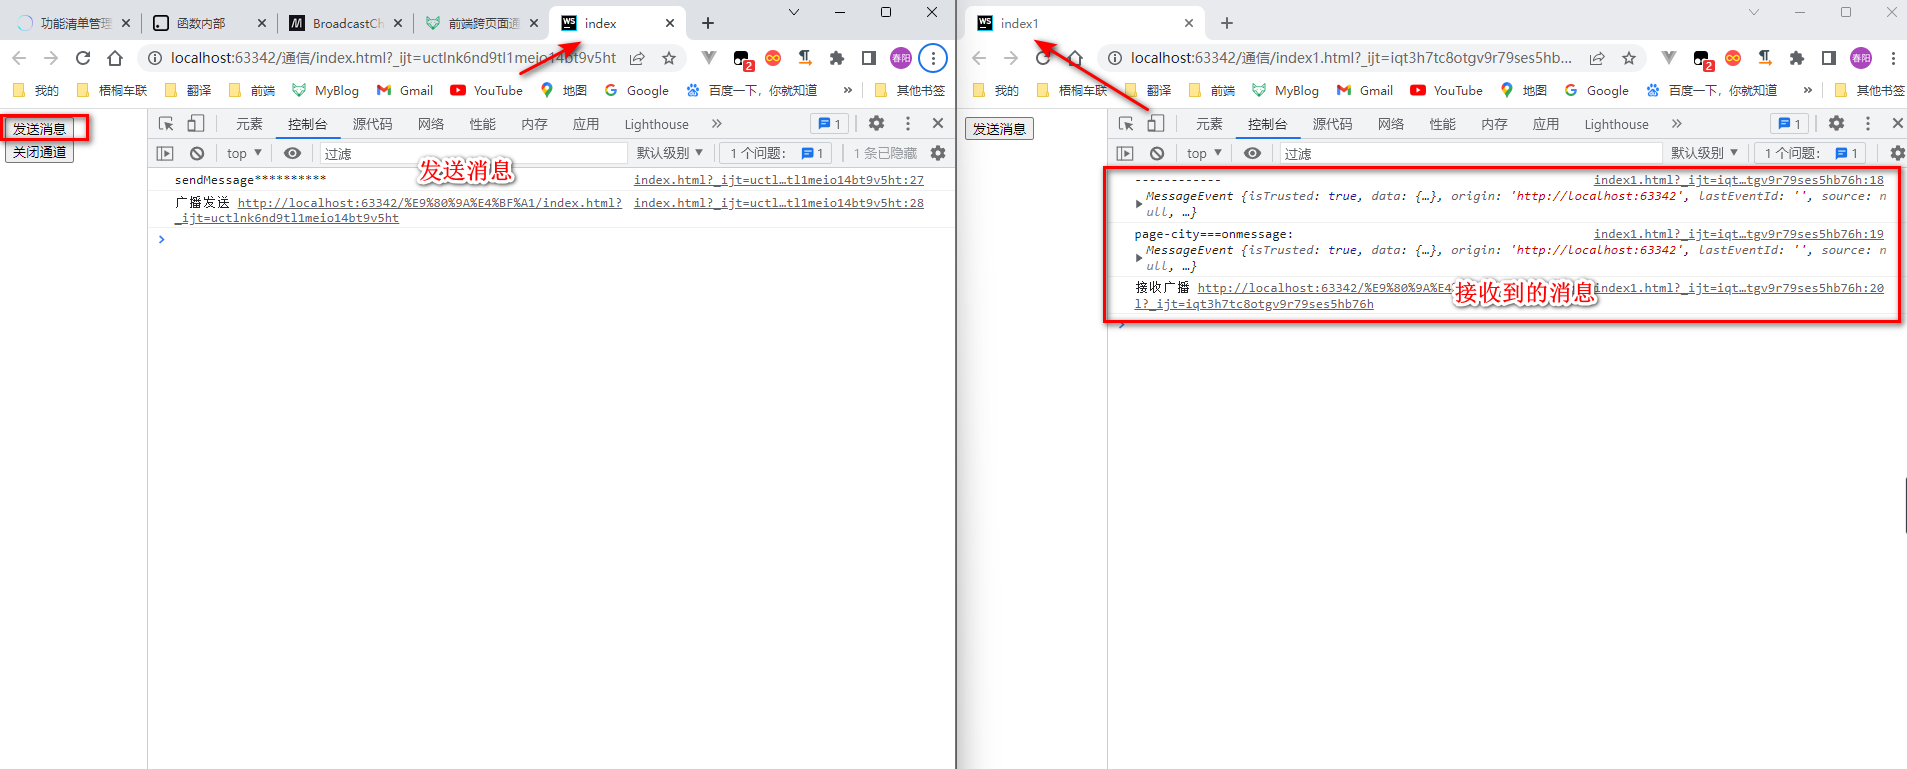 功能清单管理
函数内部
BroadcastCh
前端跨页面通
index
localhost:63342/通信/index.html?_ijt=uctlnk6nd9tl1meio14bt9v5ht
2
春阳
我的
梧桐车联
翻译
前端
MyBlog
Gmail
YouTube
地图
Google
百度一下，你就知道
»
其他书签
发送消息
关闭通道
元素
控制台
源代码
网络
性能
内存
应用
Lighthouse
»
1
top
过滤
默认级别
1 个问题:
1
1 条已隐藏
发送消息
sendMessage**********
index.html?_ijt=uctl…tl1meio14bt9v5ht:27
广播发送 http://localhost:63342/%E9%80%9A%E4%BF%A1/index.html?
index.html?_ijt=uctl…tl1meio14bt9v5ht:28
_ijt=uctlnk6nd9tl1meio14bt9v5ht
index1
localhost:63342/通信/index1.html?_ijt=iqt3h7tc8otgv9r79ses5hb...
2
春阳
我的
梧桐车联
翻译
前端
MyBlog
Gmail
YouTube
地图
Google
百度一下，你就知道
»
其他书签
发送消息
元素
控制台
源代码
网络
性能
内存
应用
Lighthouse
»
1
top
过滤
默认级别
1 个问题:
1
------------
index1.html?_ijt=iqt…tgv9r79ses5hb76h:18
MessageEvent {isTrusted: true, data: {…}, origin: 'http://localhost:63342', lastEventId: '', source: n
ull, …}
page-city===onmessage:
index1.html?_ijt=iqt…tgv9r79ses5hb76h:19
MessageEvent {isTrusted: true, data: {…}, origin: 'http://localhost:63342', lastEventId: '', source: n
ull, …}
接收广播 http://localhost:63342/%E9%80%9A%E4
接收到的消息
index1.html?_ijt=iqt…tgv9r79ses5hb76h:20
l?_ijt=iqt3h7tc8otgv9r79ses5hb76h